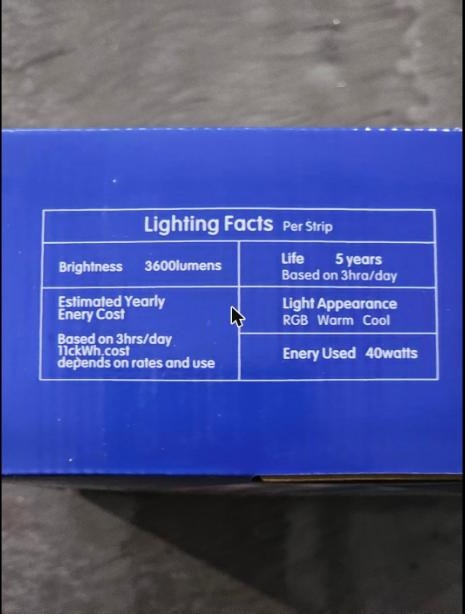 Lighting Facts Per Strip
Brightness 3600lumens
Life 5 years
Based on 3hra/day
Estimated Yearly
Enery Cost
Based on 3hrs/day
11ckWh.cost
depends on rates and use
Light Appearance
RGB Warm Cool
Enery Used 40watts